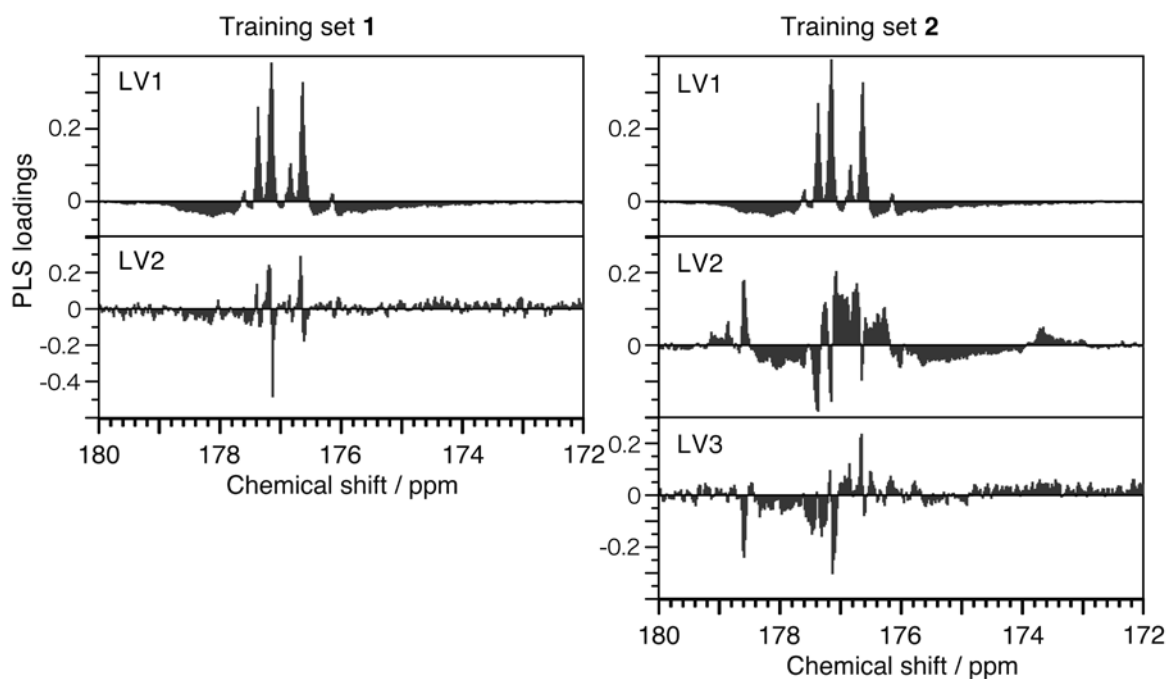 Training set 1
Training set 2
LV1
LV1
0.2
0.2
0
0
PLS loadings
LV2
LV2
0.2
0.2
0
0
-0.2
-0.4
LV3
0.2
0
-0.2
180 178 176 174 172
Chemical shift / ppm
180 178 176 174 172
Chemical shift / ppm